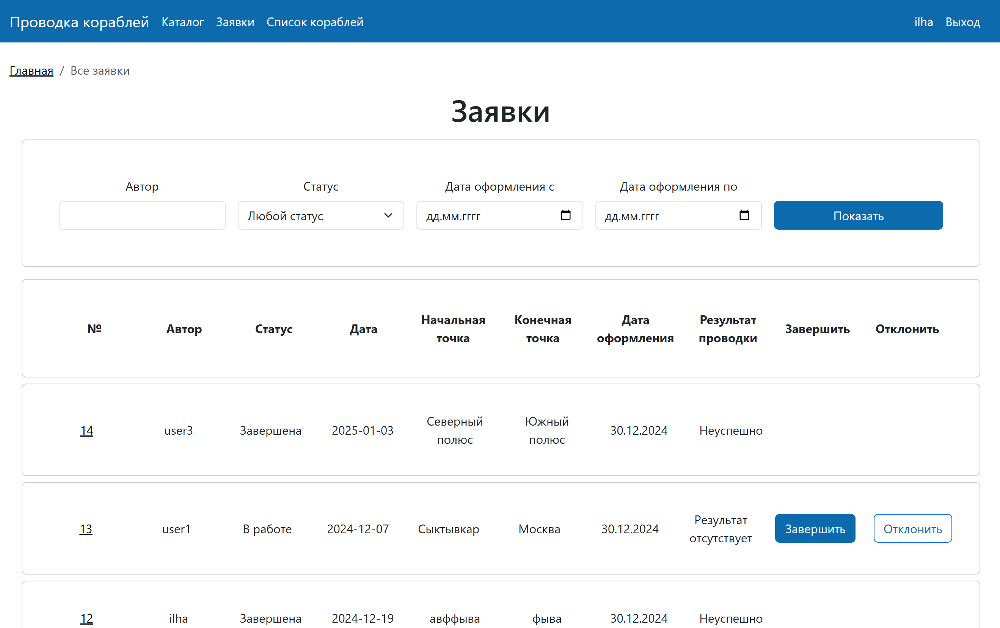 Проводка кораблей Каталог Заявки Список кораблей ilha Выход
Главная / Все заявки
Заявки
Автор Статус Дата оформления с Дата оформления по
Любой статус дд.мм.гггг дд.мм.гггг Показать
№ Автор Статус Дата Начальная точка Конечная точка Дата оформления Результат проводки Завершить Отклонить
14 user3 Завершена 2025-01-03 Северный полюс Южный полюс 30.12.2024 Неуспешно
13 user1 В работе 2024-12-07 Сыктывкар Москва 30.12.2024 Результат отсутствует Завершить Отклонить
12 ilha Завершена 2024-12-19 авффыва фыва 30.12.2024 Неуспешно